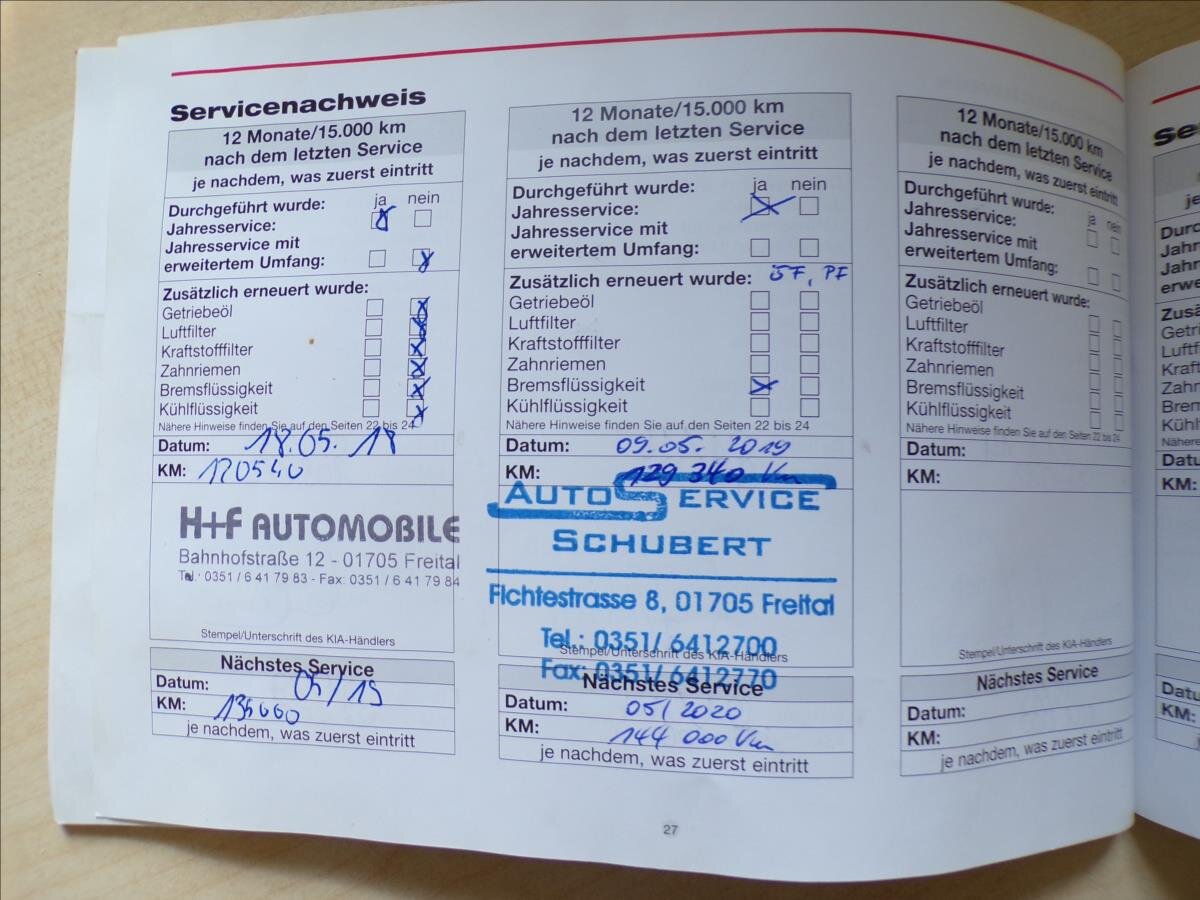 Servicenachweis
12 Monate/15.000 km
nach dem letzten Service
je nachdem, was zuerst eintritt
Durchgeführt wurde: ja nein
Jahresservice:
Jahresservice mit
erweitertem Umfang:
Zusätzlich erneuert wurde:
Getriebeöl
Luftfilter
Kraftstofffilter
Zahnriemen
Bremsflüssigkeit
Kühlflüssigkeit
Nähere Hinweise finden Sie auf den Seiten 22 bis 24
Datum: 18.05.18
KM: 120540
H+F AUTOMOBILE
Bahnhofstraße 12 - 01705 Freital
Tel.: 0351 / 6 41 79 83 - Fax: 0351 / 6 41 79 84
Stempel/Unterschrift des KIA-Händlers
Nächstes Service
Datum: 05/19
KM: 135000
je nachdem, was zuerst eintritt
12 Monate/15.000 km
nach dem letzten Service
je nachdem, was zuerst eintritt
Durchgeführt wurde: ja nein
Jahresservice:
Jahresservice mit
erweitertem Umfang:
Zusätzlich erneuert wurde: ÖF, PF
Getriebeöl
Luftfilter
Kraftstofffilter
Zahnriemen
Bremsflüssigkeit
Kühlflüssigkeit
Nähere Hinweise finden Sie auf den Seiten 22 bis 24
Datum: 09.05. 2019
KM: 129 340 Km
AUTO SERVICE
SCHUBERT
Fichtestrasse 8, 01705 Freital
Tel.: 0351/ 6412700
Stempel/Unterschrift des KIA-Händlers
Fax: 0351/ 6412770
Nächstes Service
Datum: 05/2020
KM: 144 000 Km
je nachdem, was zuerst eintritt
12 Monate/15.000 km
nach dem letzten Service
je nachdem, was zuerst eintritt
Durchgeführt wurde: ja nein
Jahresservice:
Jahresservice mit
erweitertem Umfang:
Zusätzlich erneuert wurde:
Getriebeöl
Luftfilter
Kraftstofffilter
Zahnriemen
Bremsflüssigkeit
Kühlflüssigkeit
Nähere Hinweise finden Sie auf den Seiten 22 bis 24
Datum:
KM:
Stempel/Unterschrift des KIA-Händlers
Nächstes Service
Datum:
KM:
je nachdem, was zuerst eintritt
27
Datu
KM: